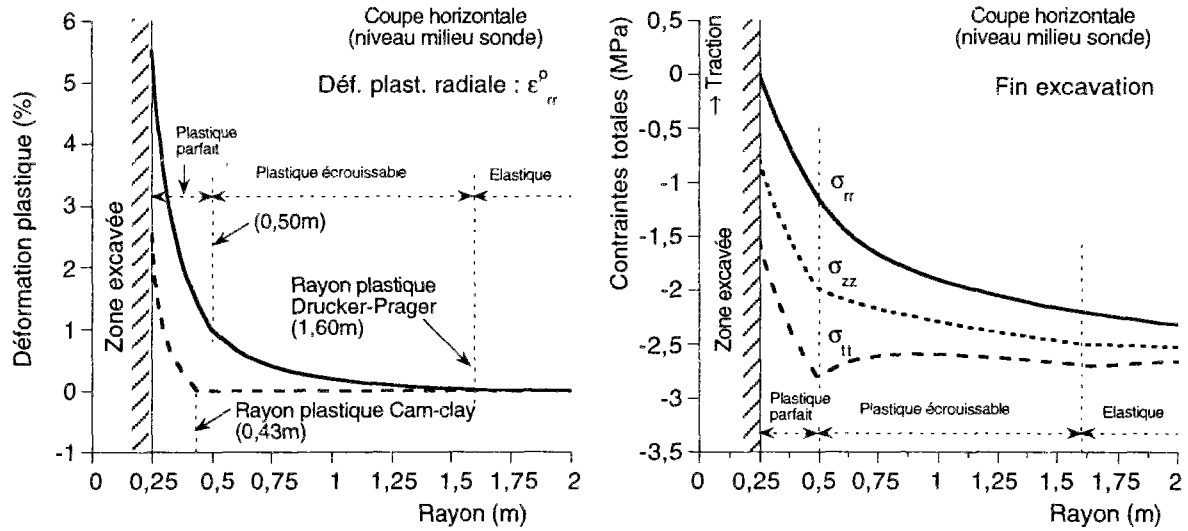 Coupe horizontale
(niveau milieu sonde)
Déf. plast. radiale : εᵖrr
Déformation plastique (%)
6
5
4
3
2
1
0
-1
Zone excavée
Plastique
parfait
Plastique écrouissable
Elastique
(0,50m)
Rayon plastique
Drucker-Prager
(1,60m)
Rayon plastique Cam-clay
(0,43m)
0
0,25
0,5
0,75
1
1,25
1,5
1,75
2
Rayon (m)
Coupe horizontale
(niveau milieu sonde)
Fin excavation
Contraintes totales (MPa)
→ Traction
0,5
0
-0,5
-1
-1,5
-2
-2,5
-3
-3,5
Zone excavée
σrr
σzz
σtt
Plastique
parfait
Plastique écrouissable
Elastique
0
0,25
0,5
0,75
1
1,25
1,5
1,75
2
Rayon (m)